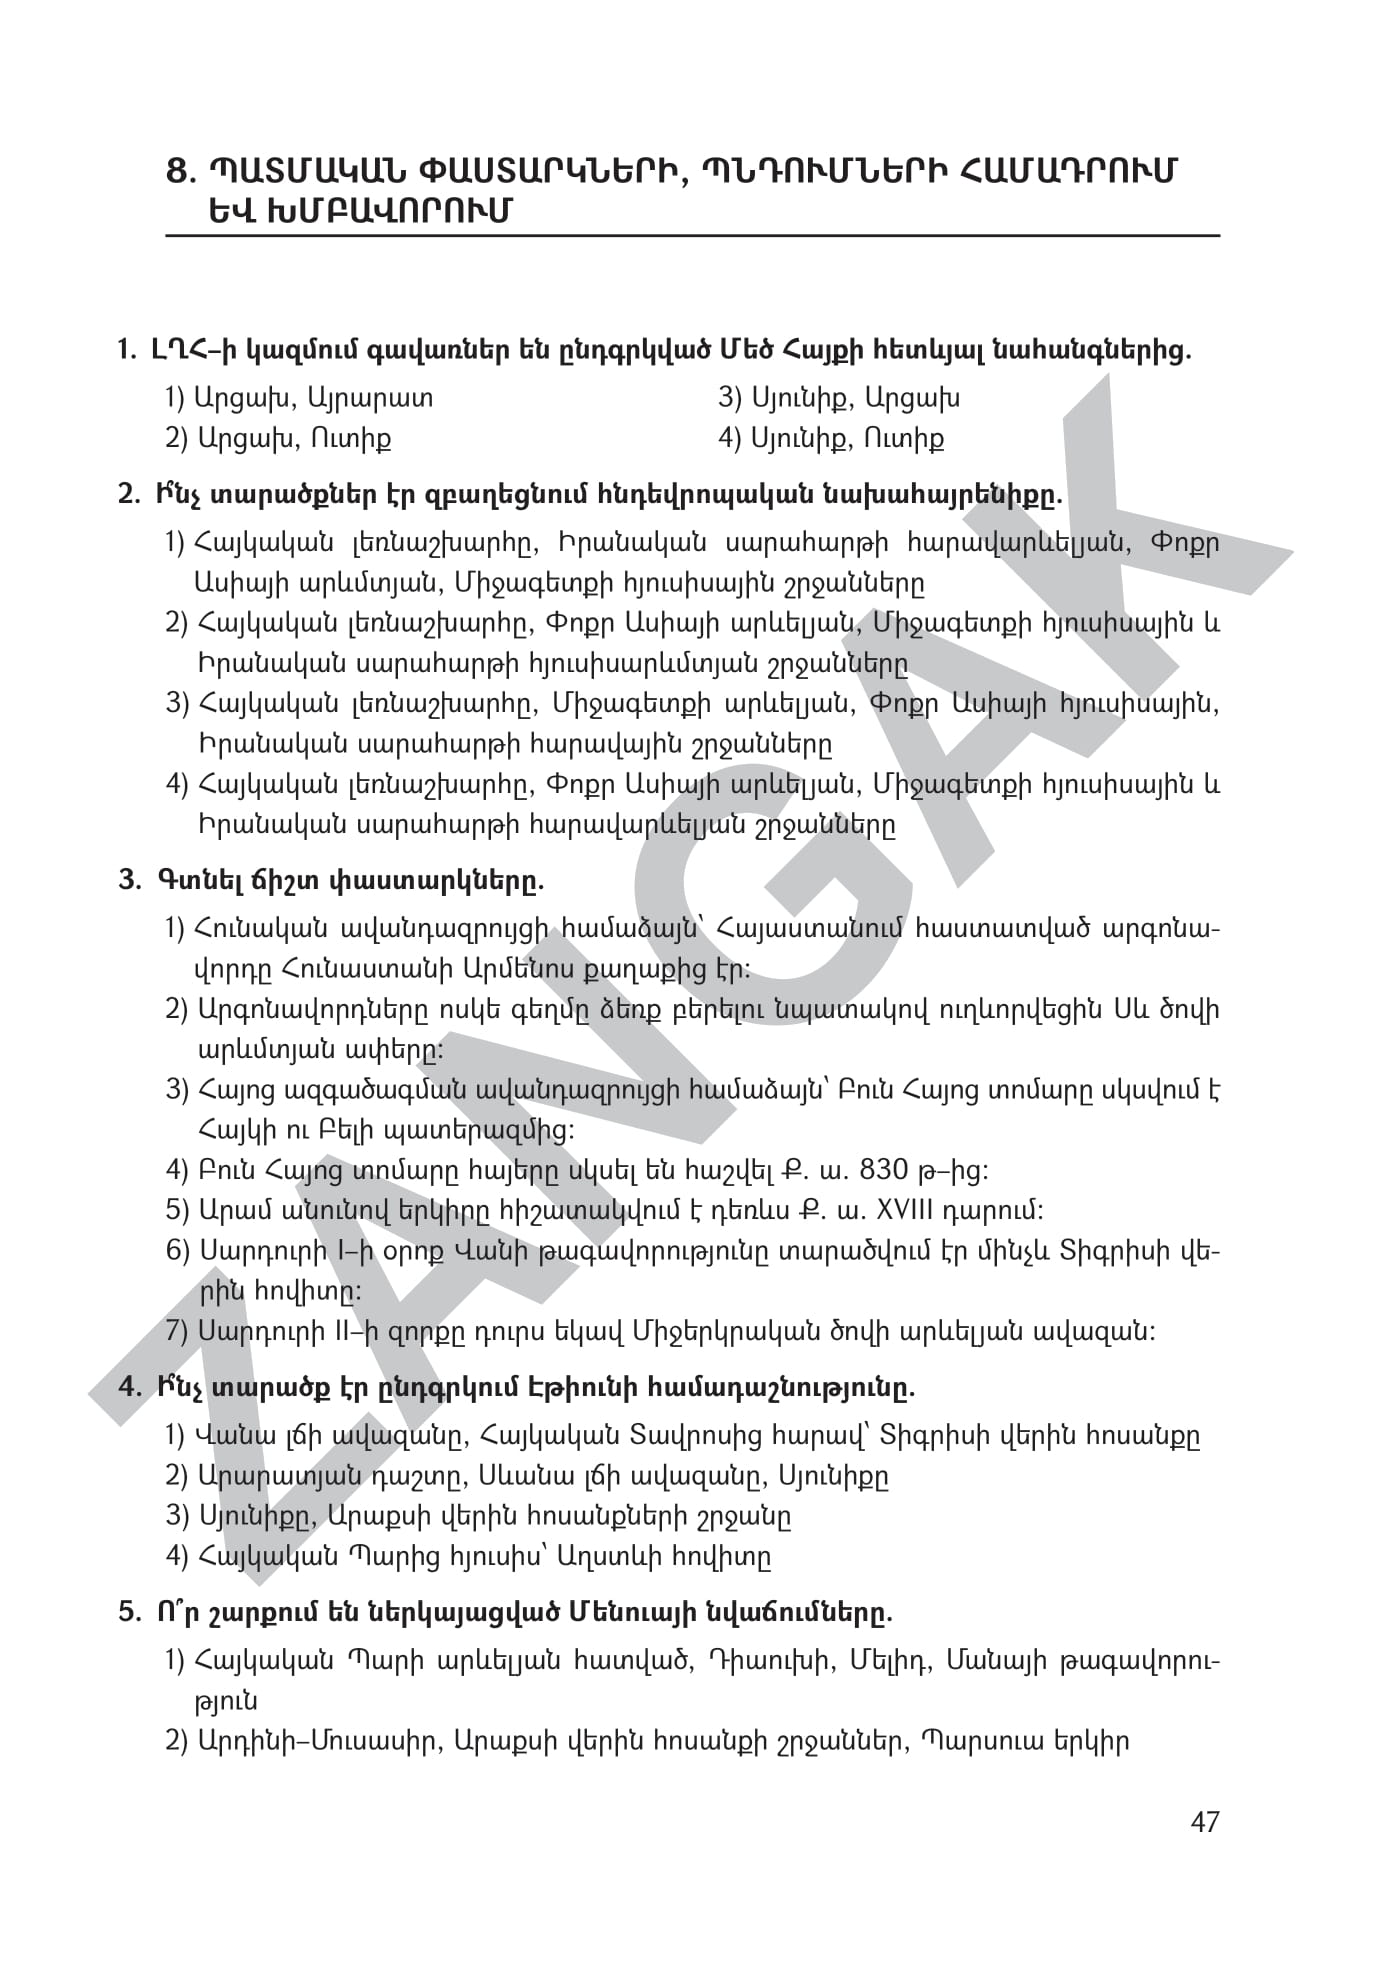 8. ՊԱՏՄԱԿԱՆ ՓԱՍՏԱՐԿՆԵՐԻ, ՊՆԴՈՒՄՆԵՐԻ ՀԱՄԱԴՐՈՒՄ
ԵՎ ԽՄԲԱՎՈՐՈՒՄ
1. ԼՂՀ–ի կազմում գավառներ են ընդգրկված Մեծ Հայքի հետևյալ նահանգներից.
1) Արցախ, Այրարատ
3) Սյունիք, Արցախ
2) Արցախ, Ուտիք
4) Սյունիք, Ուտիք
2. Ի՞նչ տարածքներ էր զբաղեցնում հնդեվրոպական նախահայրենիքը.
1) Հայկական լեռնաշխարհը, Իրանական սարահարթի հարավարևելյան, Փոքր
Ասիայի արևմտյան, Միջագետքի հյուսիսային շրջանները
2) Հայկական լեռնաշխարհը, Փոքր Ասիայի արևելյան, Միջագետքի հյուսիսային և
Իրանական սարահարթի հյուսիսարևմտյան շրջանները
3) Հայկական լեռնաշխարհը, Միջագետքի արևելյան, Փոքր Ասիայի հյուսիսային,
Իրանական սարահարթի հարավային շրջանները
4) Հայկական լեռնաշխարհը, Փոքր Ասիայի արևելյան, Միջագետքի հյուսիսային և
Իրանական սարահարթի հարավարևելյան շրջանները
3. Գտնել ճիշտ փաստարկները.
1) Հունական ավանդազրույցի համաձայն՝ Հայաստանում հաստատված արգոնա-
վորդը Հունաստանի Արմենոս քաղաքից էր:
2) Արգոնավորդները ոսկե գեղմը ձեռք բերելու նպատակով ուղևորվեցին Սև ծովի
արևմտյան ափերը:
3) Հայոց ազգածագման ավանդազրույցի համաձայն՝ Բուն Հայոց տոմարը սկսվում է
Հայկի ու Բելի պատերազմից:
4) Բուն Հայոց տոմարը հայերը սկսել են հաշվել Ք. ա. 830 թ–ից:
5) Արամ անունով երկիրը հիշատակվում է դեռևս Ք. ա. XVIII դարում:
6) Սարդուրի I–ի օրոք Վանի թագավորությունը տարածվում էր մինչև Տիգրիսի վե-
րին հովիտը:
7) Սարդուրի II–ի զորքը դուրս եկավ Միջերկրական ծովի արևելյան ավազան:
4. Ի՞նչ տարածք էր ընդգրկում Էթիունի համադաշնությունը.
1) Վանա լճի ավազանը, Հայկական Տավրոսից հարավ՝ Տիգրիսի վերին հոսանքը
2) Արարատյան դաշտը, Սևանա լճի ավազանը, Սյունիքը
3) Սյունիքը, Արաքսի վերին հոսանքների շրջանը
4) Հայկական Պարից հյուսիս՝ Աղստևի հովիտը
5. Ո՞ր շարքում են ներկայացված Մենուայի նվաճումները.
1) Հայկական Պարի արևելյան հատված, Դիաուխի, Մելիդ, Մանայի թագավորու-
թյուն
2) Արդինի–Մուսասիր, Արաքսի վերին հոսանքի շրջաններ, Պարսուա երկիր
47
ZANGAK